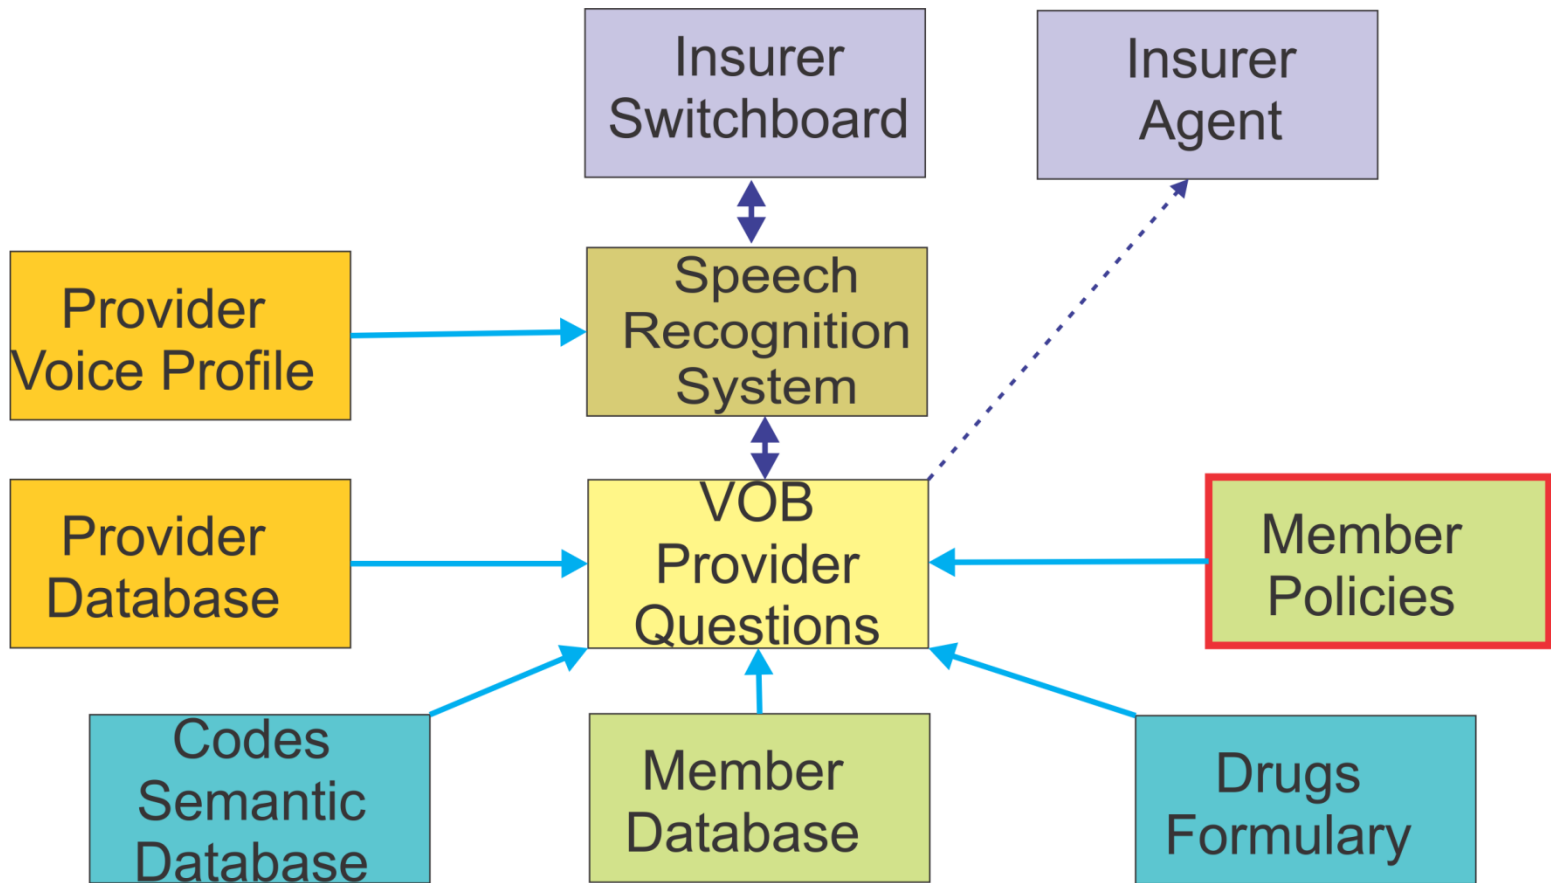 Insurer
Switchboard
Insurer
Agent
Provider
Voice Profile
Speech
Recognition
System
Provider
Database
VOB
Provider
Questions
Member
Policies
Codes
Semantic
Database
Member
Database
Drugs
Formulary